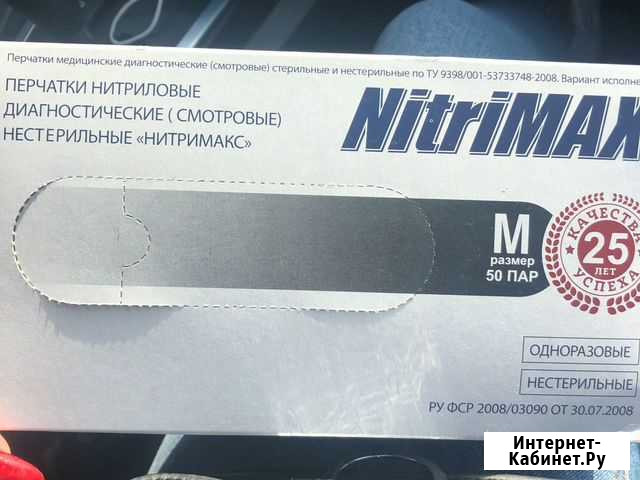 Перчатки медицинские диагностические (смотровые) стерильные и нестерильные по ТУ 9398/001-53733748-2008. Вариант исполне
ПЕРЧАТКИ НИТРИЛОВЫЕ
ДИАГНОСТИЧЕСКИЕ ( СМОТРОВЫЕ)
НЕСТЕРИЛЬНЫЕ «НИТРИМАКС»
NitriMAX
M
размер
50 ПАР
КАЧЕСТВА
25
ЛЕТ
УСПЕХА
ОДНОРАЗОВЫЕ
НЕСТЕРИЛЬНЫЕ
РУ ФСР 2008/03090 ОТ 30.07.2008
Интернет-
Кабинет.Ру